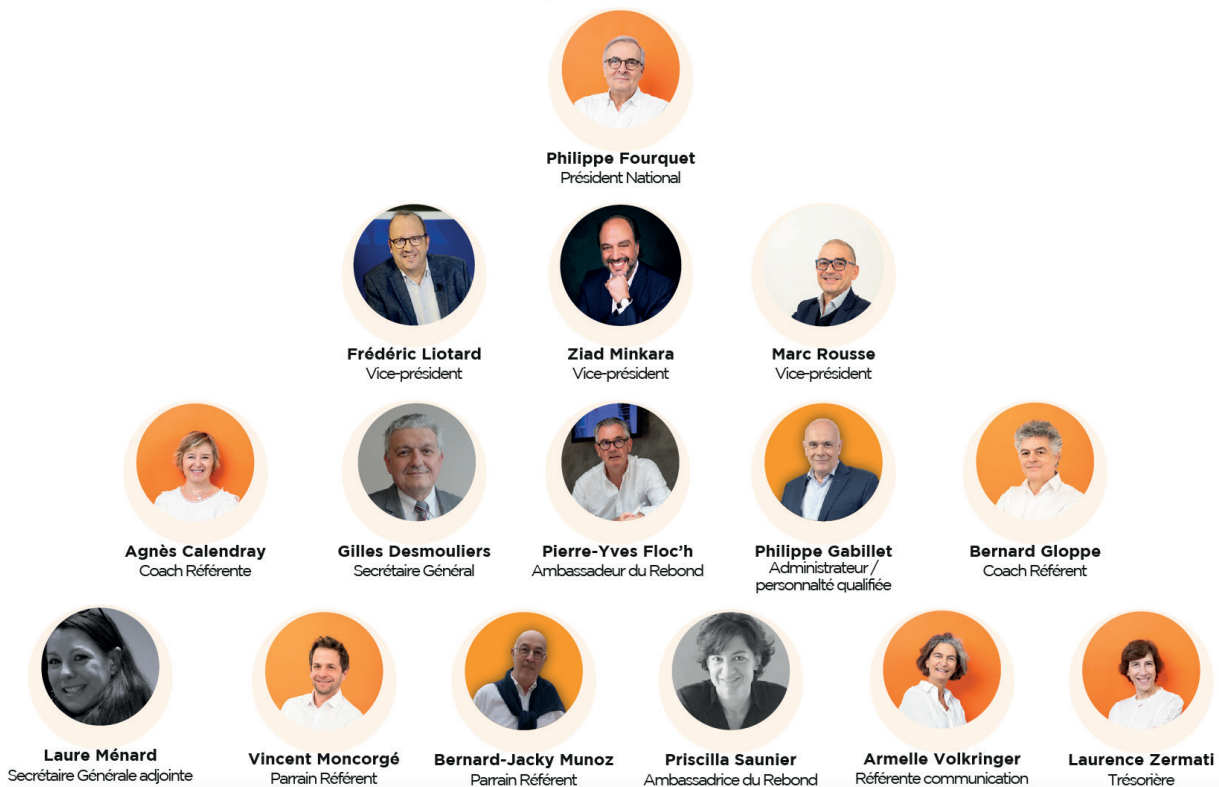 Philippe Fourquet
Président National
Frédéric Liotard
Vice-président
Ziad Minkara
Vice-président
Marc Rousse
Vice-président
Agnès Calendray
Coach Référente
Gilles Desmouliers
Secrétaire Général
Pierre-Yves Floc'h
Ambassadeur du Rebond
Philippe Gabillet
Administrateur /
personnalté qualifiée
Bernard Gloppe
Coach Référent
Laure Ménard
Secrétaire Générale adjointe
Vincent Moncorgé
Parrain Référent
Bernard-Jacky Munoz
Parrain Référent
Priscilla Saunier
Ambassadrice du Rebond
Armelle Volkringer
Référente communication
Laurence Zermati
Trésorière